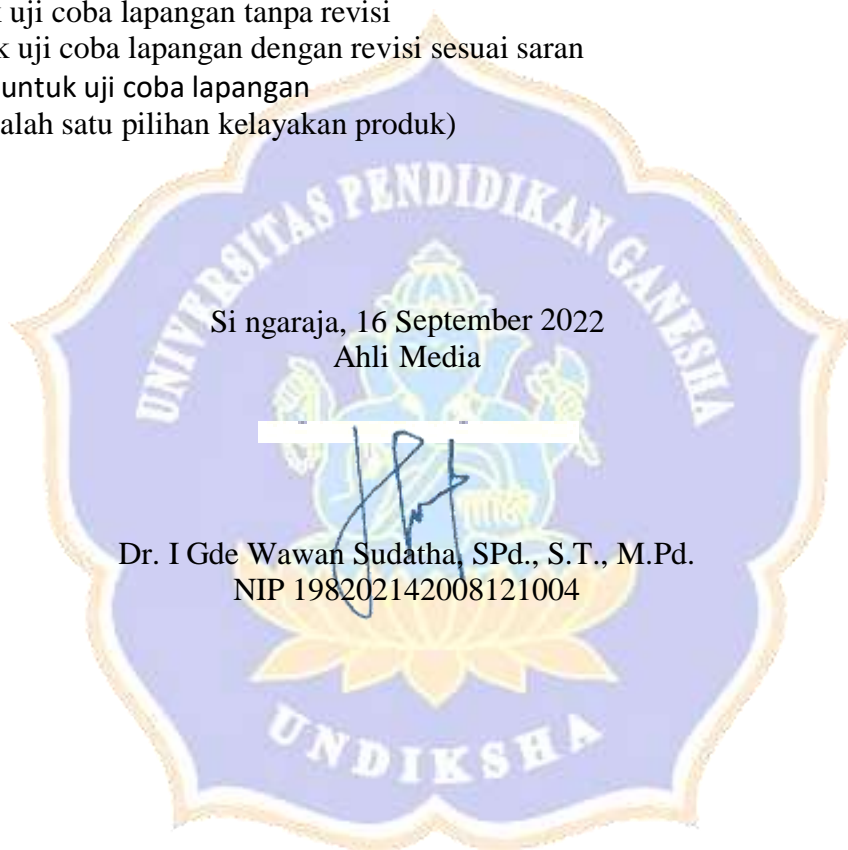 uji coba lapangan tanpa revisi
uji coba lapangan dengan revisi sesuai saran
untuk uji coba lapangan
alah satu pilihan kelayakan produk)
UNIVERSITAS PENDIDIKAN GANESHA
Si ngaraja, 16 September 2022
Ahli Media
Dr. I Gde Wawan Sudatha, SPd., S.T., M.Pd.
NIP 198202142008121004
UNDIKSHA